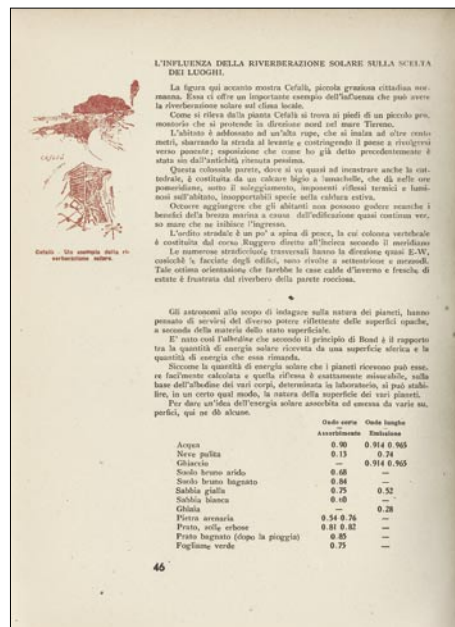 L'INFLUENZA DELLA RIVERBERAZIONE SOLARE SULLA SCELTA
DEI LUOGHI.
La figura qui accanto mostra Cefalù, piccola graziosa cittadina nor-
manna. Essa ci offre un importante esempio dell'influenza che può avere
la riverberazione solare sul clima locale.
Come si rileva dalla pianta Cefalù si trova ai piedi di un piccolo pro-
montorio che si protende in direzione nord nel mare Tirreno.
L'abitato è addossato ad un'alta rupe, che si inalza ad oltre cento
metri, sbarrando la strada al levante e costringendo il paese a rivolgersi
verso ponente; esposizione che come ho già detto precedentemente è
stata sin dall'antichità ritenuta pessima.
Questa colossale parete, dove si va quasi ad incastrare anche la cat-
tedrale, è costituita da un calcare bigio a lumachelle, che dà nelle ore
pomeridiane, sotto il soleggiamento, imponenti riflessi termici e lumi-
nosi sull'abitato, insopportabili specie nella caldura estiva.
Occorre aggiungere che gli abitanti non possono godere neanche i
benefici della brezza marina a causa dell'edificazione quasi continua ver-
so mare che ne inibisce l'ingresso.
L'ordito stradale è un po' a spina di pesce, la cui colonna vertebrale
è costituita dal corso Ruggero diretto all'incirca secondo il meridiano
Le numerose stradicciole trasversali hanno la direzione quasi E-W,
cosicchè le facciate degli edifici, sono rivolte a settentrione e mezzodì.
Tale ottima orientazione che farebbe le case calde d'inverno e fresche di
estate è frustrata dal riverbero della parete rocciosa.
Cefalù
Cefalù - Un esempio della ri-
verberazione solare.
Gli astronomi allo scopo di indagare sulla natura dei pianeti, hanno
pensato di servirsi del diverso potere riflettente delle superfici opache,
a seconda della materia dello stato superficiale.
E' nato così l'albedine che secondo il principio di Bond è il rapporto
tra la quantità di energia solare ricevuta da una superficie sferica e la
quantità di energia che essa rimanda.
Siccome la quantità di energia solare che i pianeti ricevono può esse-
re facilmente calcolata e quella riflessa è esattamente misurabile, sulla
base dell'albedine dei vari corpi, determinata in laboratorio, si può stabi-
lire, in un certo qual modo, la natura della superficie dei vari pianeti.
Per dare un'idea dell'energia solare assorbita ed emessa da varie su-
perfici, qui ne dò alcune.
Onde corte Onde lunghe
Assorbimento Emissione
Acqua 0.90 0.914 0.965
Neve pulita 0.13 0.74
Ghiaccio — 0.914 0.965
Suolo bruno arido 0.68 —
Suolo bruno bagnato 0.84 —
Sabbia gialla 0.75 0.52
Sabbia bianca 0.60 —
Ghiaia — 0.28
Pietra arenaria 0.54 0.76 —
Prato, zolle erbose 0.81 0.82 —
Prato bagnato (dopo la pioggia) 0.85 —
Fogliame verde 0.75 —
46